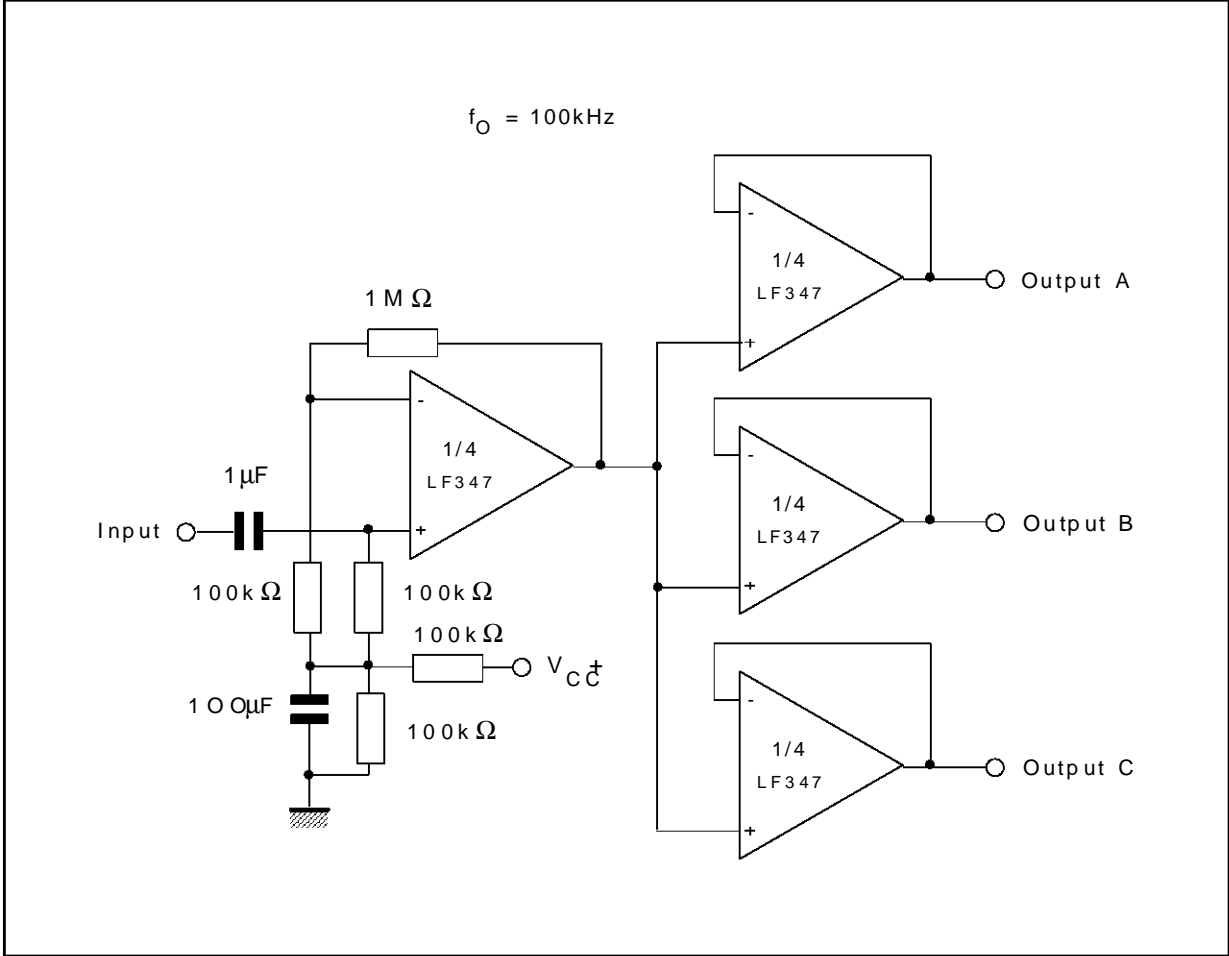 fO = 100kHz
1/4
LF347
Output A
1MΩ
1/4
LF347
1µF
Input
100kΩ
100kΩ
100kΩ
VCC+
1OOµF
100kΩ
1/4
LF347
Output B
1/4
LF347
Output C
-
+
-
+
-
+
-
+